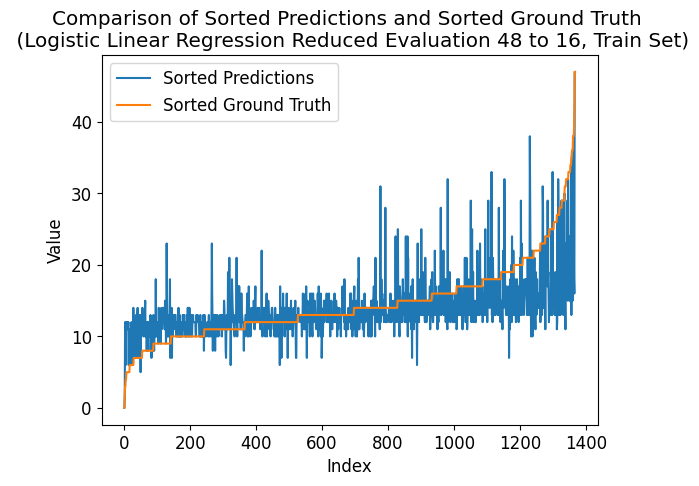 Comparison of Sorted Predictions and Sorted Ground Truth
(Logistic Linear Regression Reduced Evaluation 48 to 16, Train Set)
Sorted Predictions
Sorted Ground Truth
Value
40
30
20
10
0
0 200 400 600 800 1000 1200 1400
Index